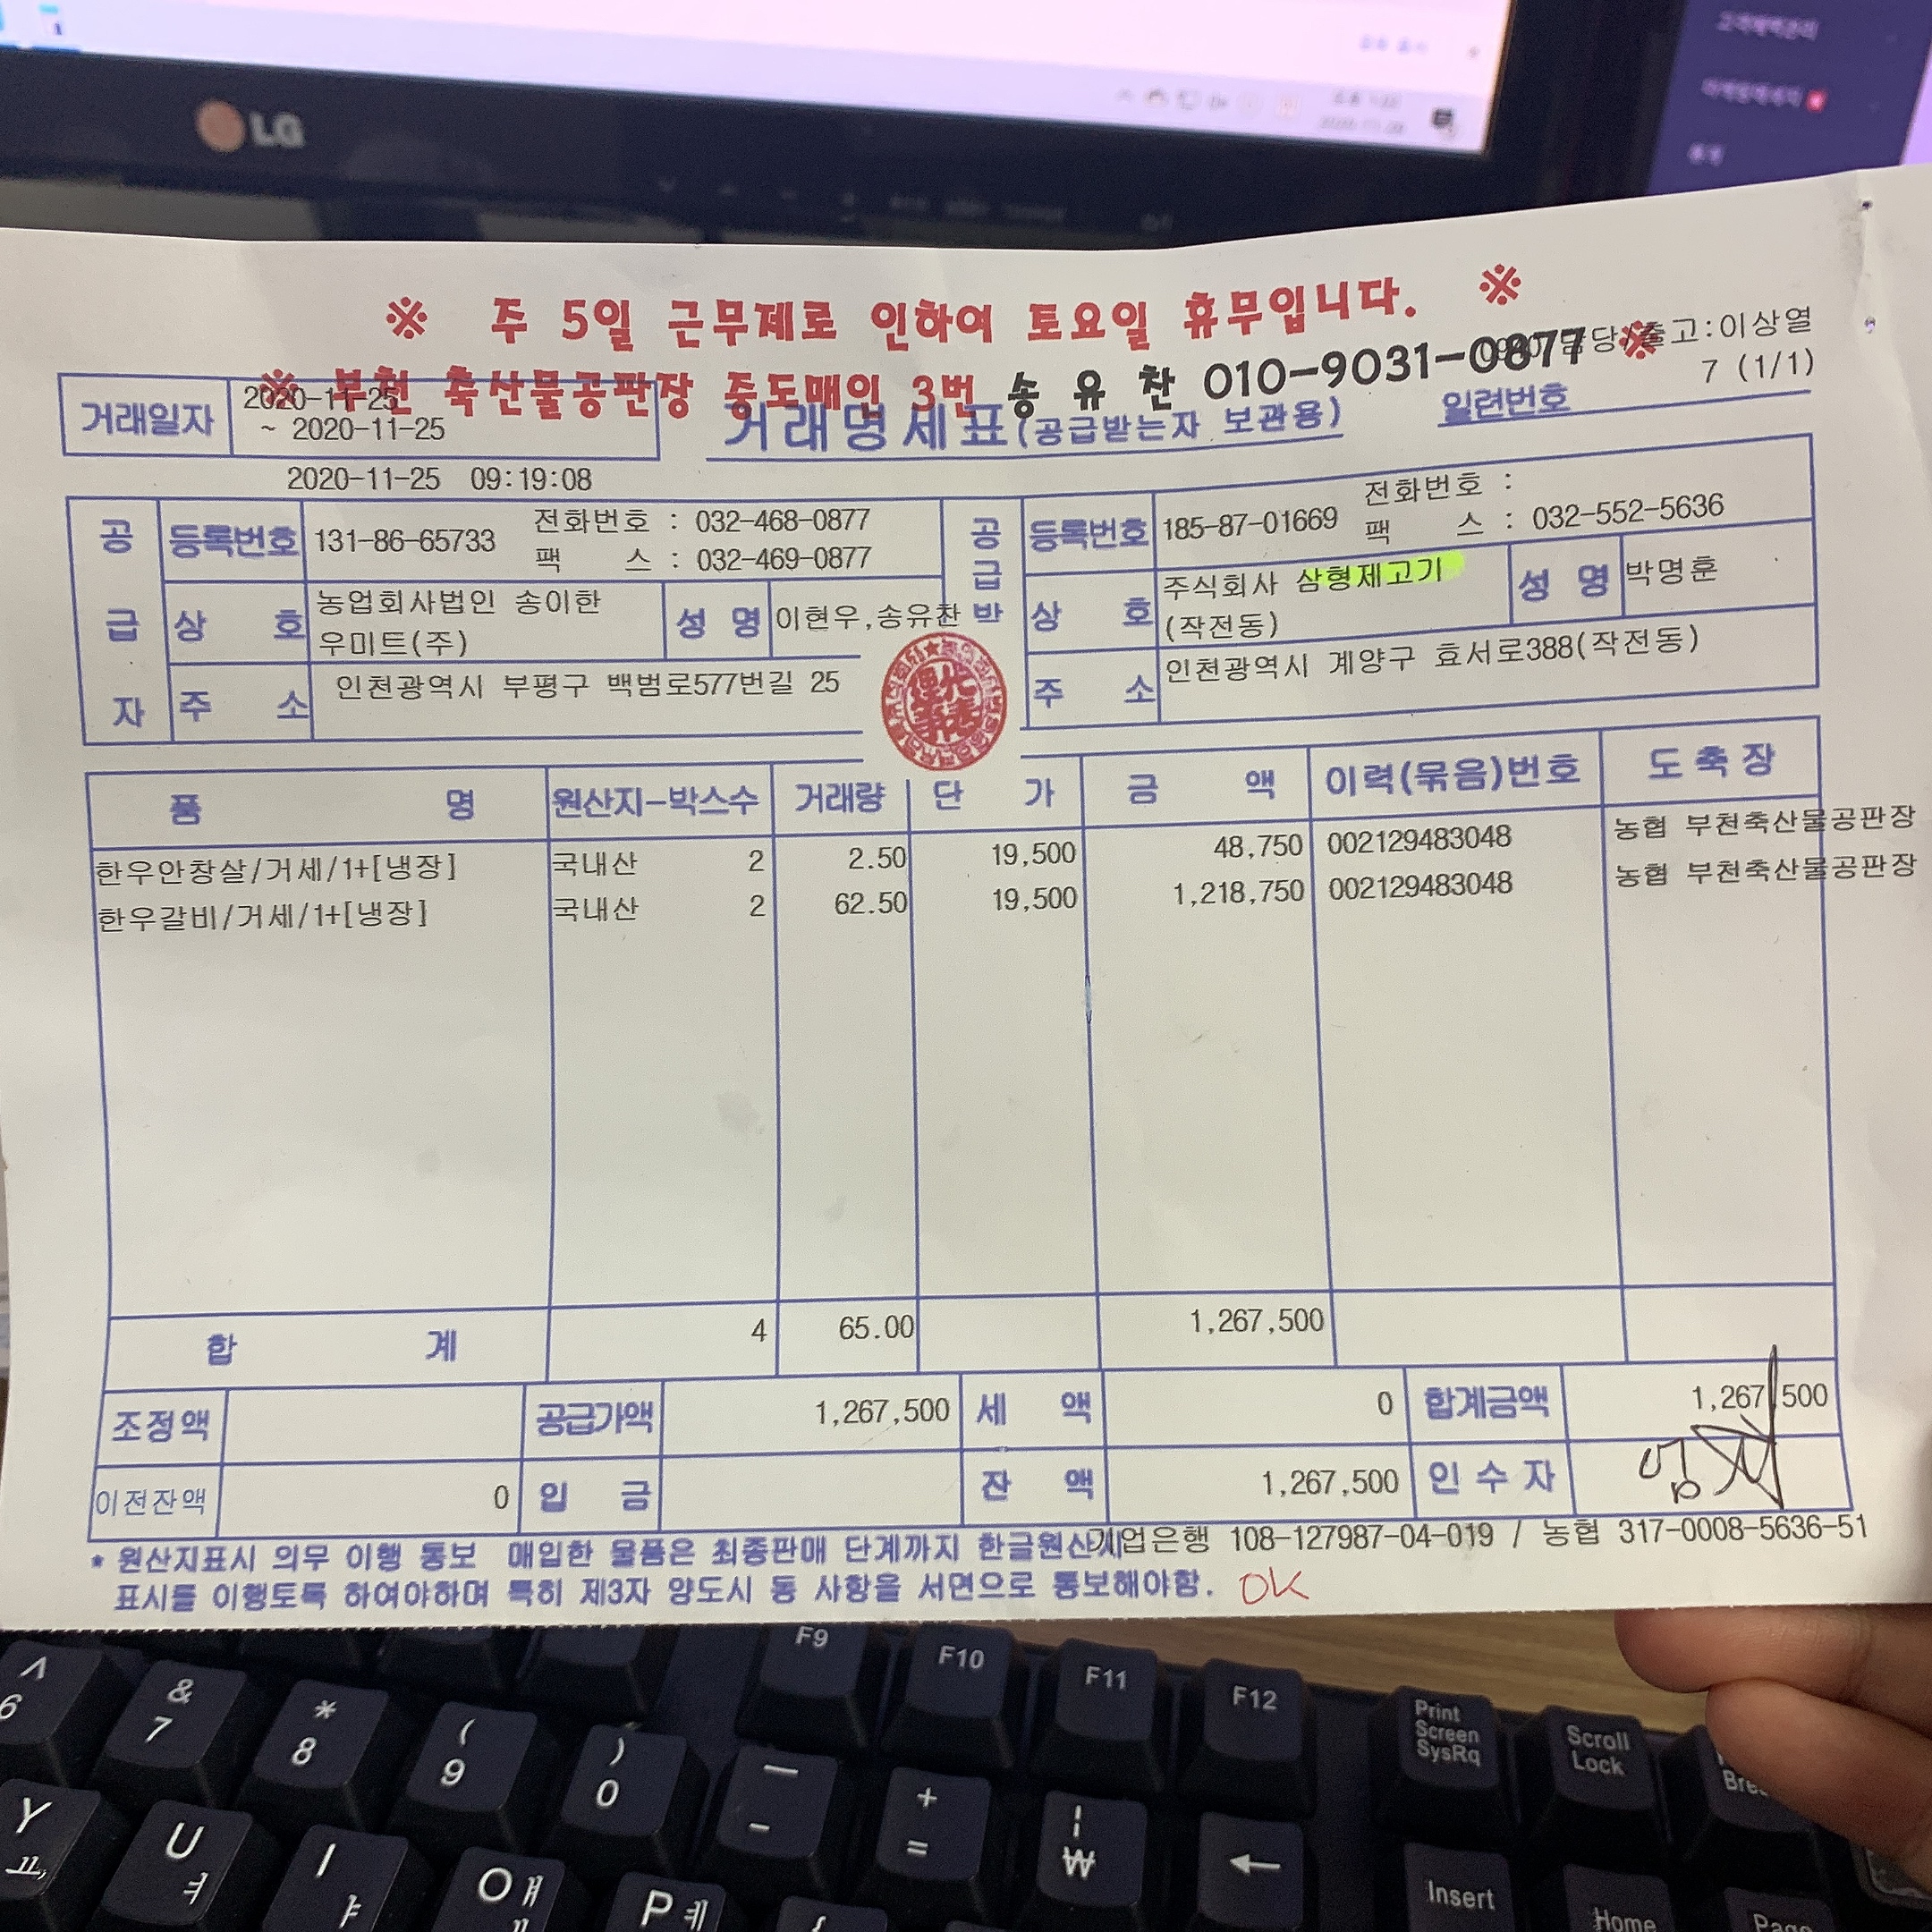 LG
※ 주 5일 근무제로 인하여 토요일 휴무입니다. ※
※ 부천 축산물공판장 중도매인 3번 송 유 찬 010-9031-0877 ※
담당/출고:이상열
7 (1/1)
거래일자 2020-11-25
~ 2020-11-25
거래명세표(공급받는자 보관용) 일련번호
2020-11-25 09:19:08
공급자 등록번호 131-86-65733 전화번호 : 032-468-0877
팩 스 : 032-469-0877
상 호 농업회사법인 송이한우미트(주) 성 명 이현우,송유찬
주 소 인천광역시 부평구 백범로577번길 25
공급받 등록번호 185-87-01669 전화번호 :
팩 스 : 032-552-5636
상 호 주식회사 삼형제고기
(작전동) 성 명 박명훈
주 소 인천광역시 계양구 효서로388(작전동)
품 명 원산지-박스수 거래량 단 가 금 액 이력(묶음)번호 도축장
한우안창살/거세/1+[냉장] 국내산 2 2.50 19,500 48,750 002129483048 농협 부천축산물공판장
한우갈비/거세/1+[냉장] 국내산 2 62.50 19,500 1,218,750 002129483048 농협 부천축산물공판장
합 계 4 65.00 1,267,500
조정액 공급가액 1,267,500 세 액 0 합계금액 1,267,500
이전잔액 0 입 금 잔 액 1,267,500 인수자
기업은행 108-127987-04-019 / 농협 317-0008-5636-51
* 원산지표시 의무 이행 통보 매입한 물품은 최종판매 단계까지 한글원산지
표시를 이행토록 하여야하며 특히 제3자 양도시 동 사항을 서면으로 통보해야함. OK
F9 F10 F11 F12 Print Screen SysRq Scroll Lock
^ 6 & 7 * 8 ( 9 ) 0 - + = ₩ ←
Y ㅛ U ㅕ I ㅑ O ㅒ ㅐ P ㅖ { Insert Home Page